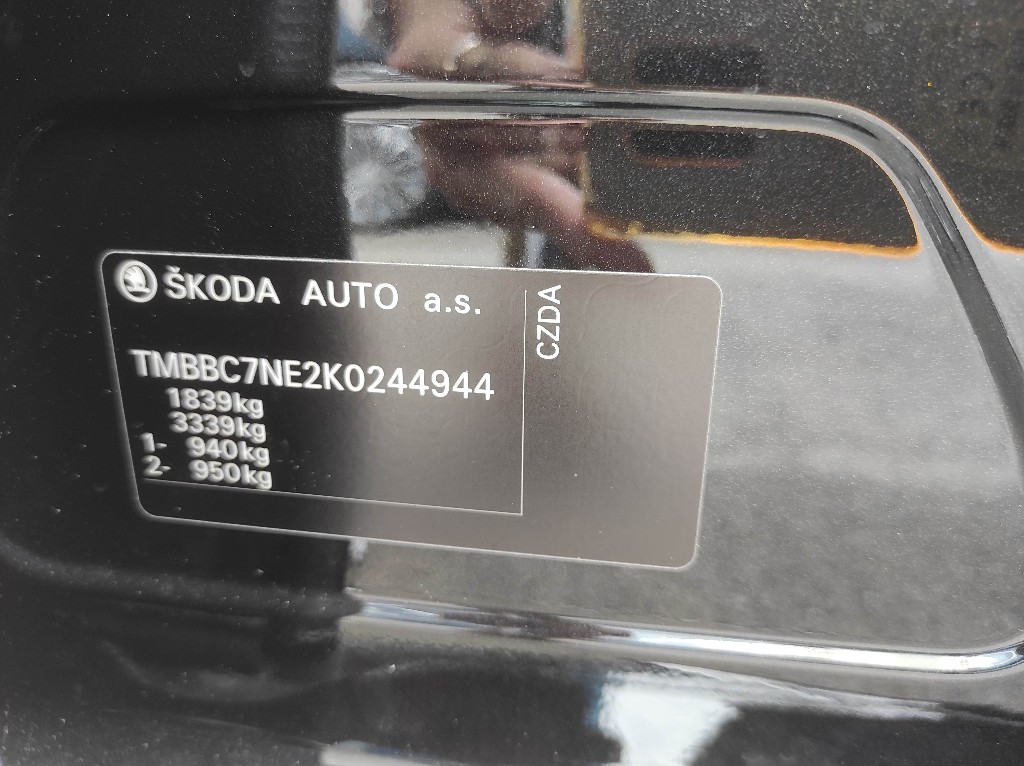 ŠKODA AUTO a.s.
TMBBC7NE2K0244944
1839kg
3339kg
1- 940kg
2- 950kg
CZDA